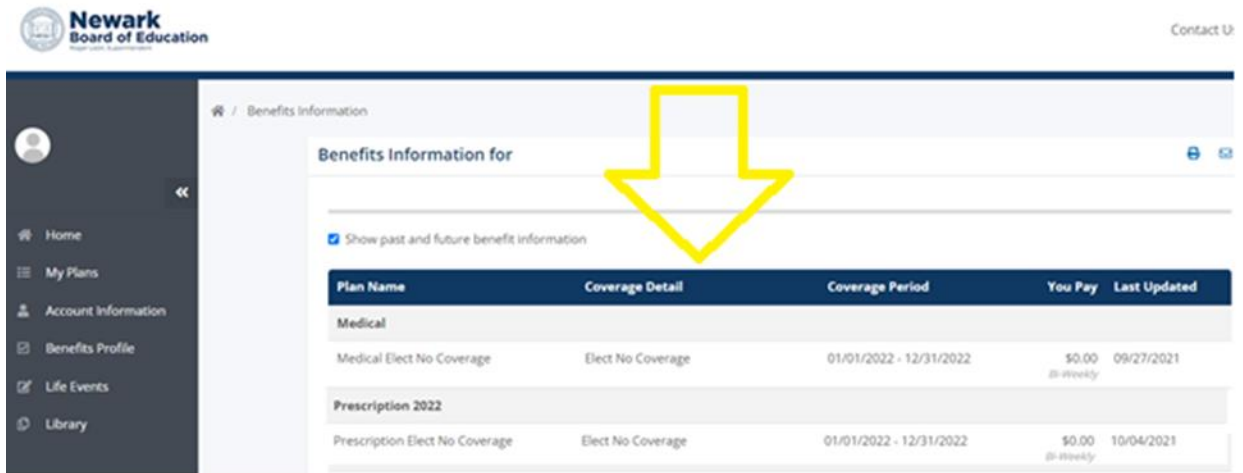 Newark
Board of Education
Contact Us
/ Benefits Information
Benefits Information for
«
Home
My Plans
Account Information
Benefits Profile
Life Events
Library
Show past and future benefit information
Plan Name Coverage Detail Coverage Period You Pay Last Updated
Medical
Medical Elect No Coverage Elect No Coverage 01/01/2022 - 12/31/2022 $0.00 09/27/2021
Bi-Weekly
Prescription 2022
Prescription Elect No Coverage Elect No Coverage 01/01/2022 - 12/31/2022 $0.00 10/04/2021
Bi-Weekly